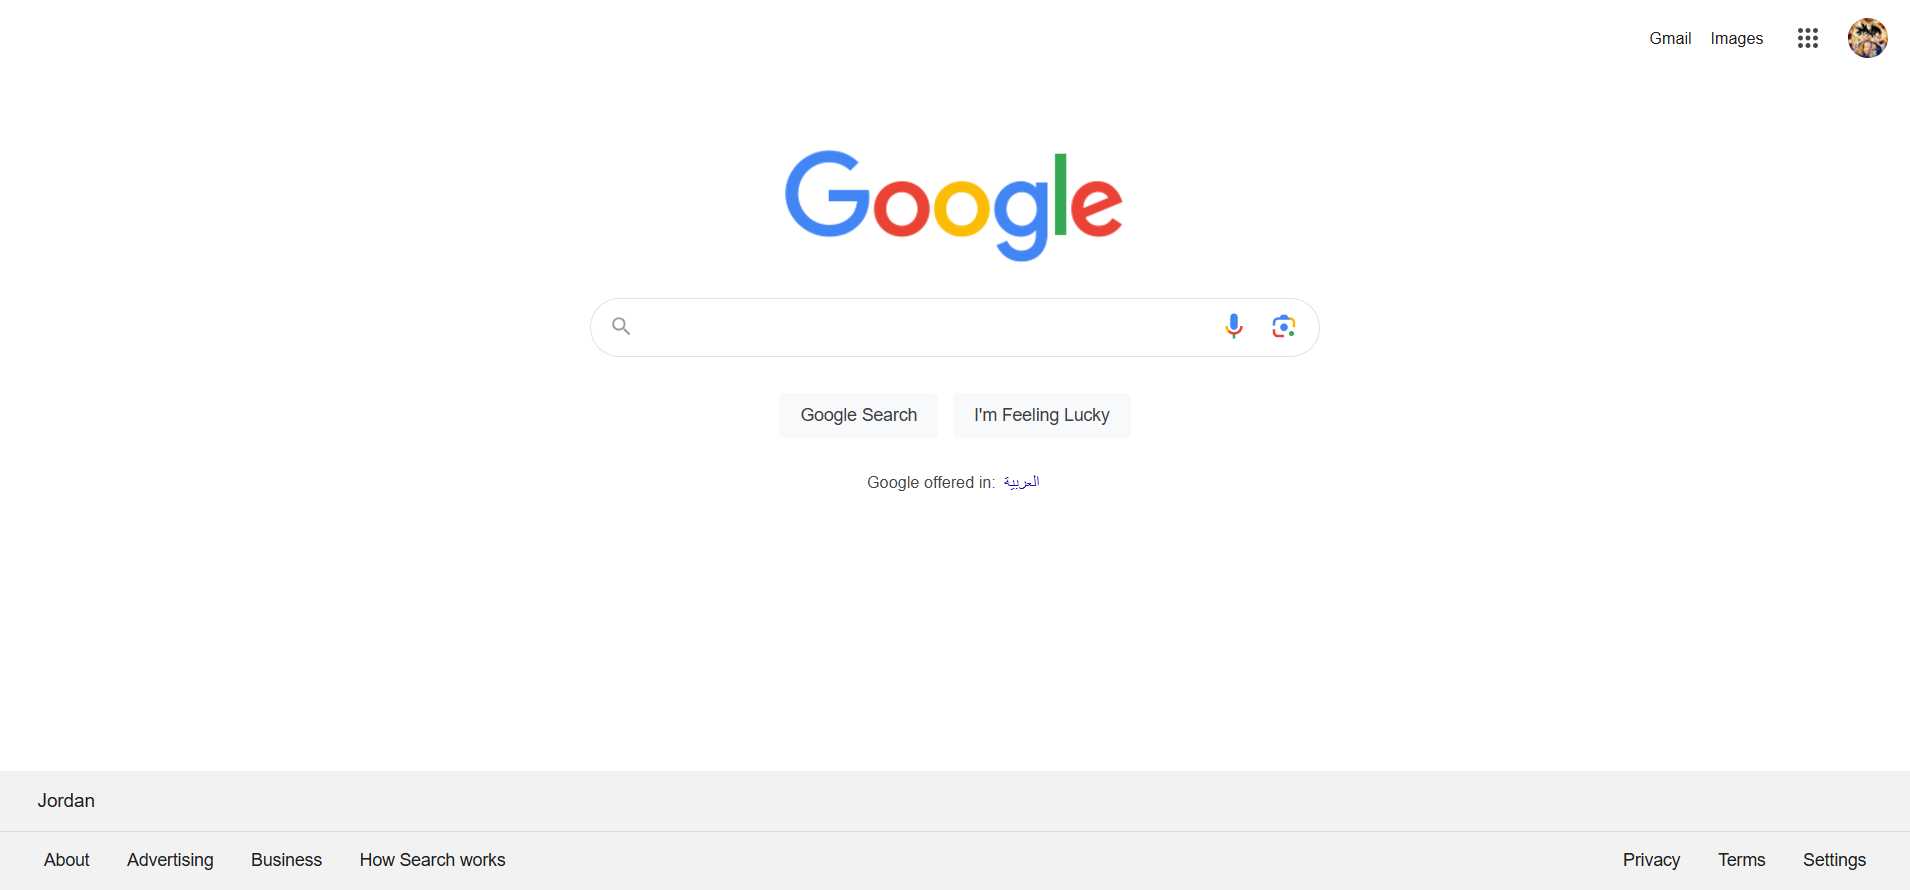 Gmail Images
Google
Google Search I'm Feeling Lucky
Google offered in: العربية
Jordan
About Advertising Business How Search works Privacy Terms Settings